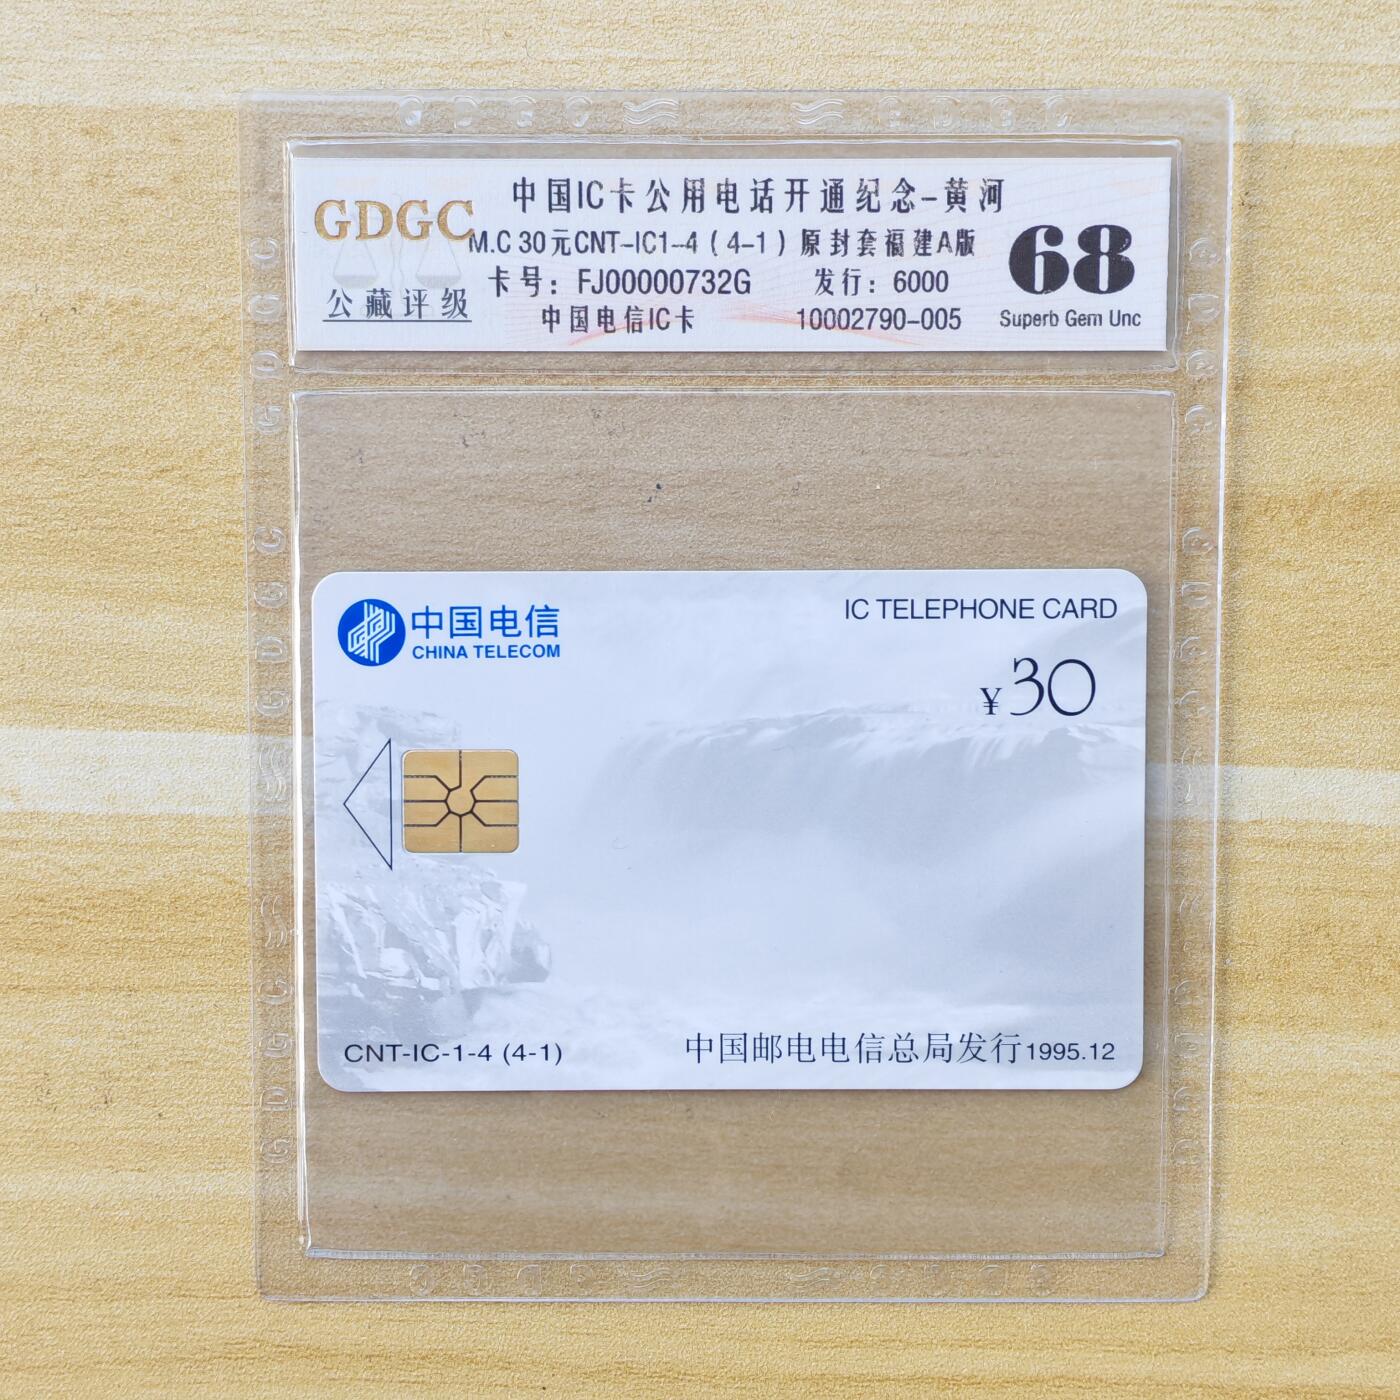 GDGC
公藏评级
中国IC卡公用电话开通纪念-黄河
M.C 30元CNT-IC1-4（4-1）原封套福建A版
卡号：FJ00000732G 发行：6000
中国电信IC卡 10002790-005
68
Superb Gem Unc
中国电信
CHINA TELECOM
IC TELEPHONE CARD
¥30
CNT-IC-1-4 (4-1)
中国邮电电信总局发行1995.12